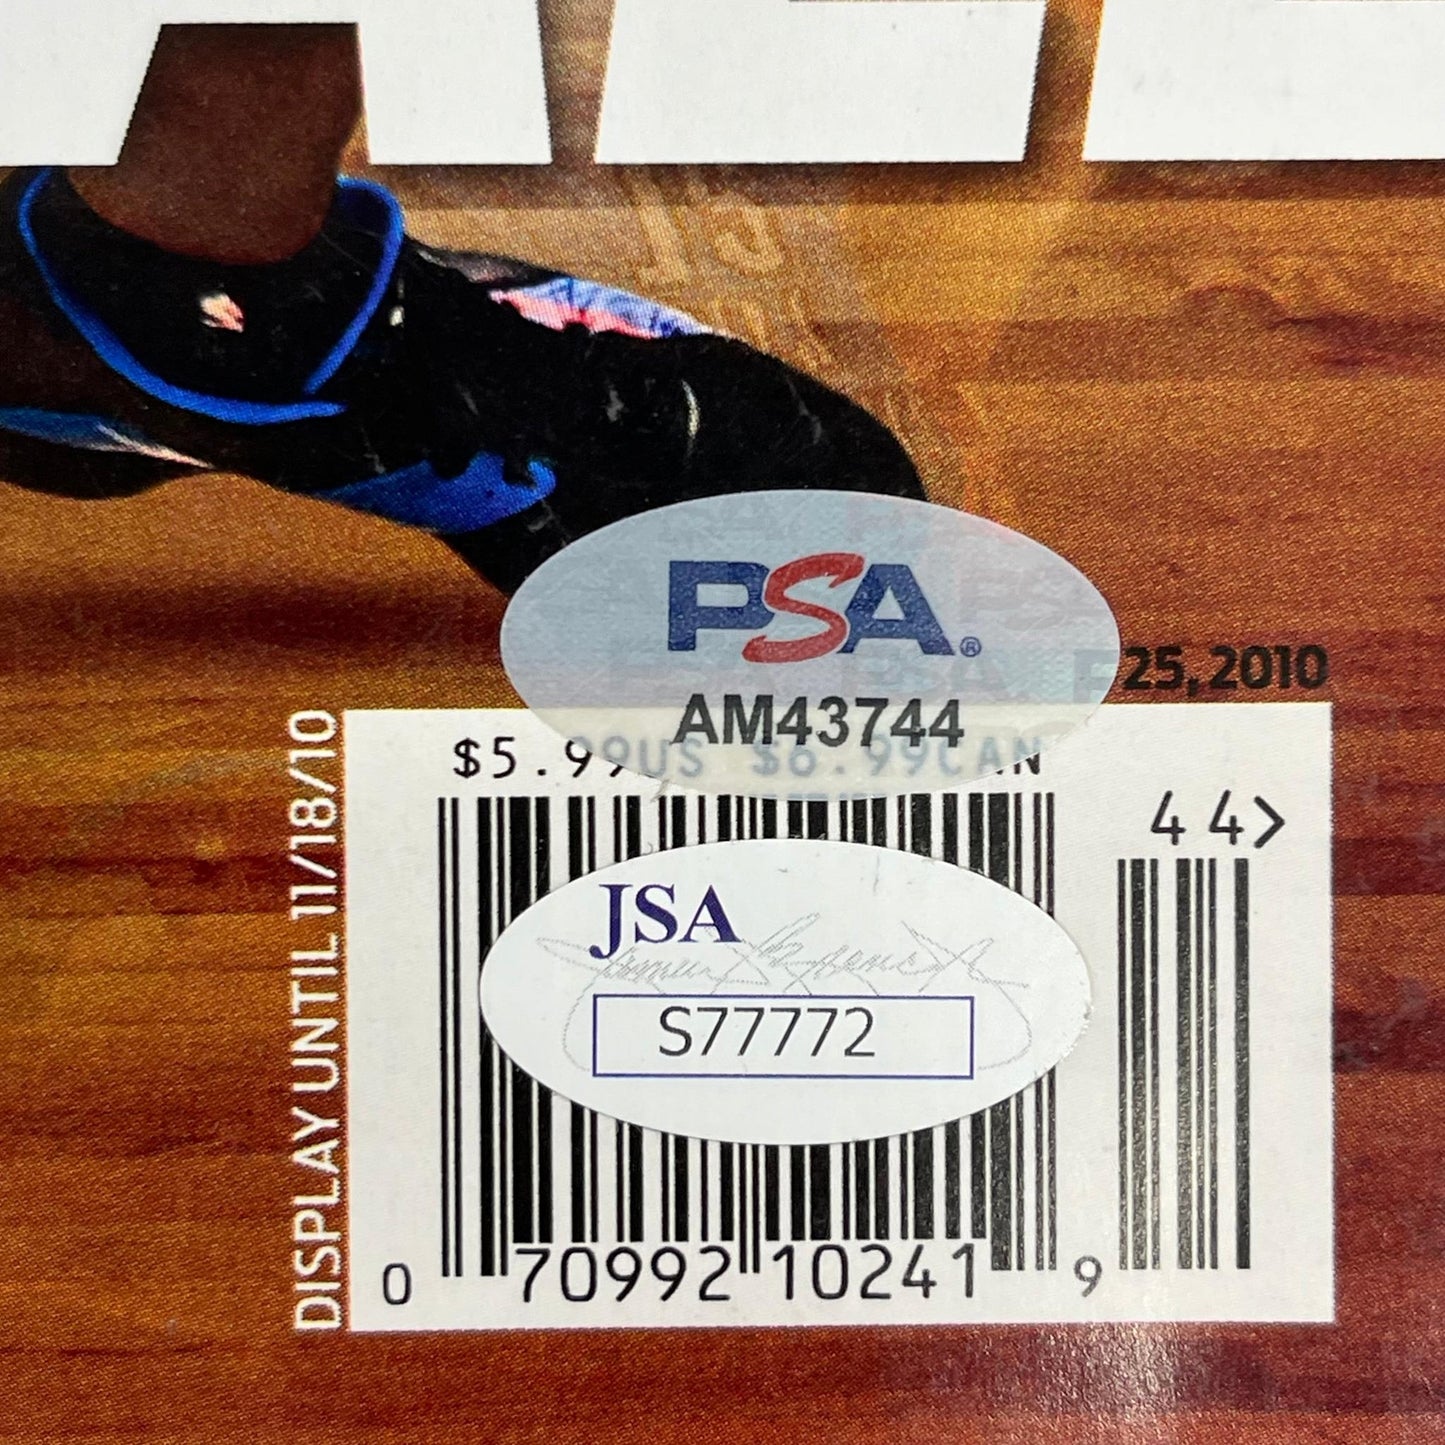 PSA®
AM43744
25, 2010
$5.99US $6.99CAN
DISPLAY UNTIL 11/18/10
44>
JSA
S77772
0 70992 10241 9